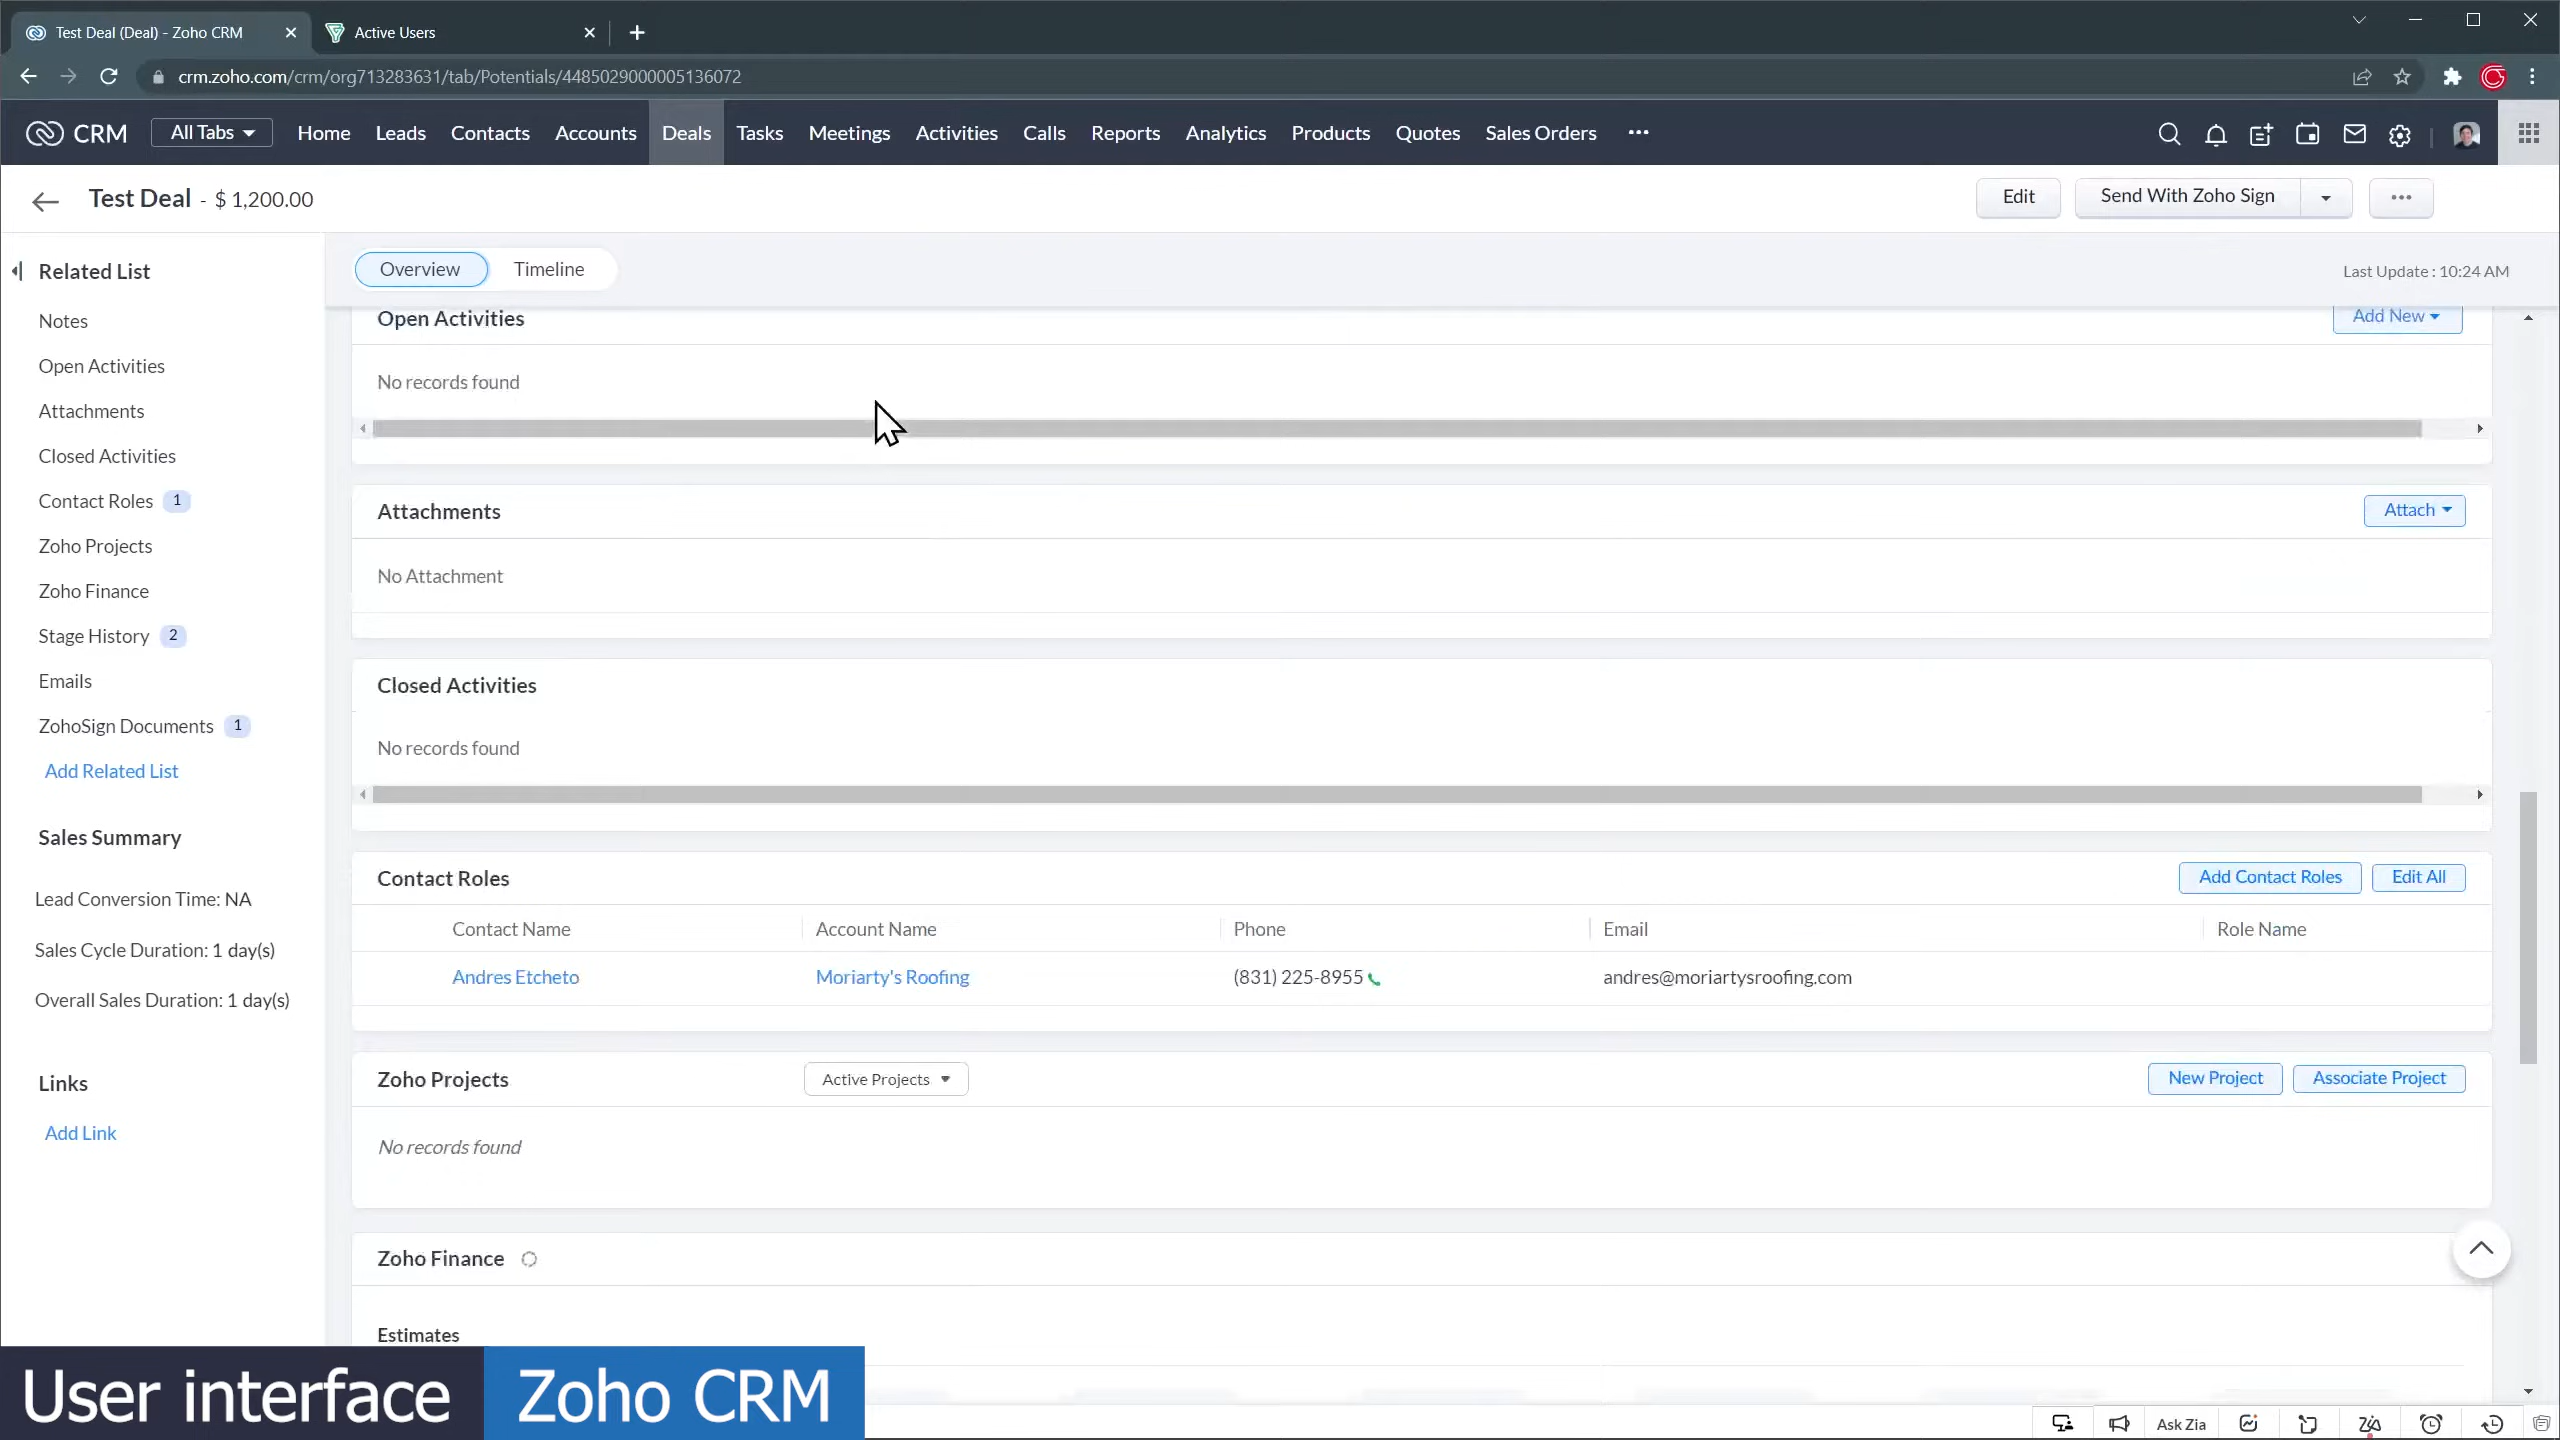 Test Deal (Deal) - Zoho CRM
Active Users
crm.zoho.com/crm/org713283631/tab/Potentials/4485029000005136072
CRM
All Tabs
Home
Leads
Contacts
Accounts
Deals
Tasks
Meetings
Activities
Calls
Reports
Analytics
Products
Quotes
Sales Orders
Test Deal - $ 1,200.00
Edit
Send With Zoho Sign
Related List
Notes
Open Activities
Attachments
Closed Activities
Contact Roles 1
Zoho Projects
Zoho Finance
Stage History 2
Emails
ZohoSign Documents 1
Add Related List
Sales Summary
Lead Conversion Time: NA
Sales Cycle Duration: 1 day(s)
Overall Sales Duration: 1 day(s)
Links
Add Link
Overview
Timeline
Last Update : 10:24 AM
Open Activities
Add New
No records found
Attachments
Attach
No Attachment
Closed Activities
No records found
Contact Roles
Add Contact Roles
Edit All
Contact Name
Account Name
Phone
Email
Role Name
Andres Etcheto
Moriarty's Roofing
(831) 225-8955
andres@moriartysroofing.com
Zoho Projects
Active Projects
New Project
Associate Project
No records found
Zoho Finance
Estimates
User interface
Zoho CRM
Ask Zia